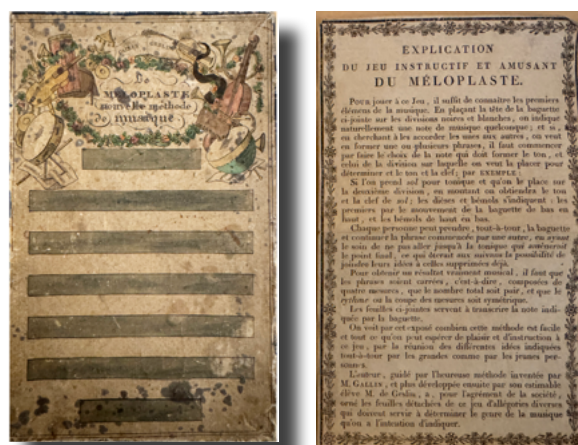 Le
MÉLOPLASTE
nouvelle méthode
de musique
EXPLICATION
DU JEU INSTRUCTIF ET AMUSANT
DU MÉLOPLASTE.
POUR jouer à ce Jeu, il suffit de connaître les premiers
élémens de la musique. En plaçant la tête de la baguette
ci-jointe sur les divisions noires et blanches, on indique
naturellement une note de musique quelconque; et si,
en cherchant à les accorder les unes aux autres, on veut
en former une ou plusieurs phrases, il faut commencer
par faire le choix de la note qui doit former le ton, et
celui de la division sur laquelle on veut la placer pour
déterminer et le ton et la clef; par EXEMPLE :
Si l'on prend sol pour tonique et qu'on le place sur
la deuxième division, en montant on obtiendra le ton
et la clef de sol; les dièses et bémols s'indiquent : les
premiers par le mouvement de la baguette de bas en
haut, et les bémols de haut en bas.
Chaque personne peut prendre, tour-à-tour, la baguette
et continuer la phrase commencée par une autre, en ayant
le soin de ne pas aller jusqu'à la tonique qui amènerait
le point final, ce qui ôterait aux suivans la possibilité de
joindre leurs idées à celles supprimées déjà.
Pour obtenir un résultat vraiment musical, il faut que
les phrases soient carrées, c'est-à-dire, composées de
quatre mesures, que le nombre total soit pair, et que le
rythme ou la coupe des mesures soit symétrique.
Les feuilles ci-jointes servent à transcrire la note indi-
quée par la baguette.
On voit par cet exposé combien cette méthode est facile
et tout ce qu'on peut espérer de plaisir et d'instruction à
ce jeu, par la réunion des différentes idées indiquées
tour-à-tour par les grandes comme par les jeunes per-
sonnes.
L'auteur, guidé par l'heureuse méthode inventée par
M. GALLIN, et plus développée ensuite par son estimable
élève M. de Geslin, a, pour l'agrément de la société,
orné les feuilles détachées de ce jeu d'allégories diverses
qui doivent servir à déterminer le genre de la musique
qu'on a l'intention d'indiquer.